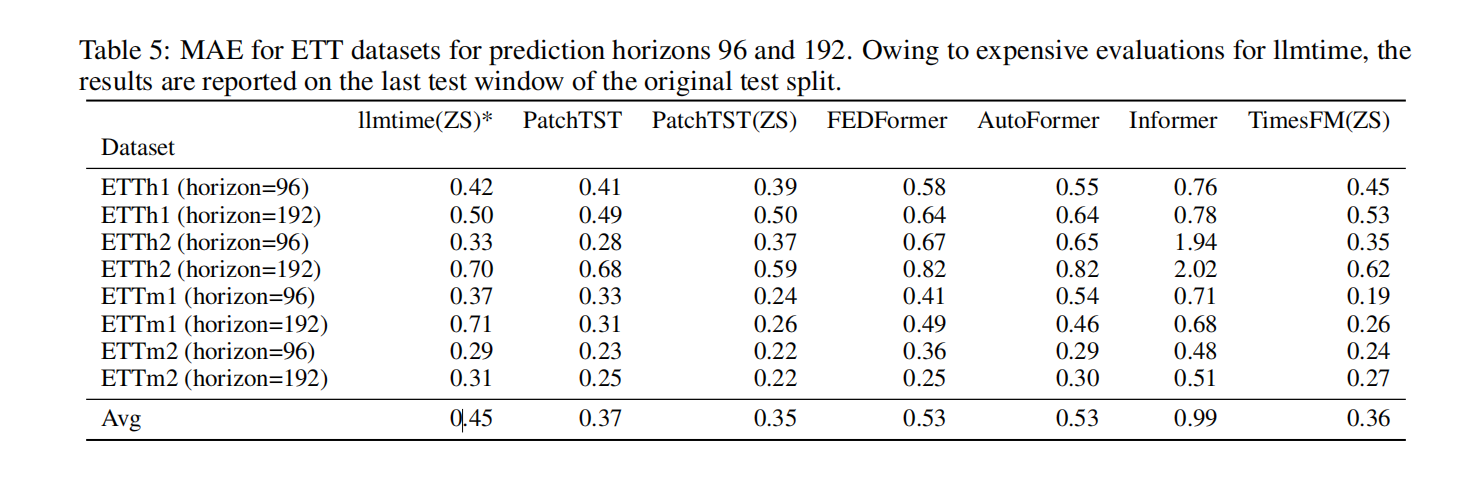 Table 5: MAE for ETT datasets for prediction horizons 96 and 192. Owing to expensive evaluations for llmtime, the
results are reported on the last test window of the original test split.
llmtime(ZS)* PatchTST PatchTST(ZS) FEDFormer AutoFormer Informer TimesFM(ZS)
Dataset
ETTh1 (horizon=96) 0.42 0.41 0.39 0.58 0.55 0.76 0.45
ETTh1 (horizon=192) 0.50 0.49 0.50 0.64 0.64 0.78 0.53
ETTh2 (horizon=96) 0.33 0.28 0.37 0.67 0.65 1.94 0.35
ETTh2 (horizon=192) 0.70 0.68 0.59 0.82 0.82 2.02 0.62
ETTm1 (horizon=96) 0.37 0.33 0.24 0.41 0.54 0.71 0.19
ETTm1 (horizon=192) 0.71 0.31 0.26 0.49 0.46 0.68 0.26
ETTm2 (horizon=96) 0.29 0.23 0.22 0.36 0.29 0.48 0.24
ETTm2 (horizon=192) 0.31 0.25 0.22 0.25 0.30 0.51 0.27
Avg 0.45 0.37 0.35 0.53 0.53 0.99 0.36